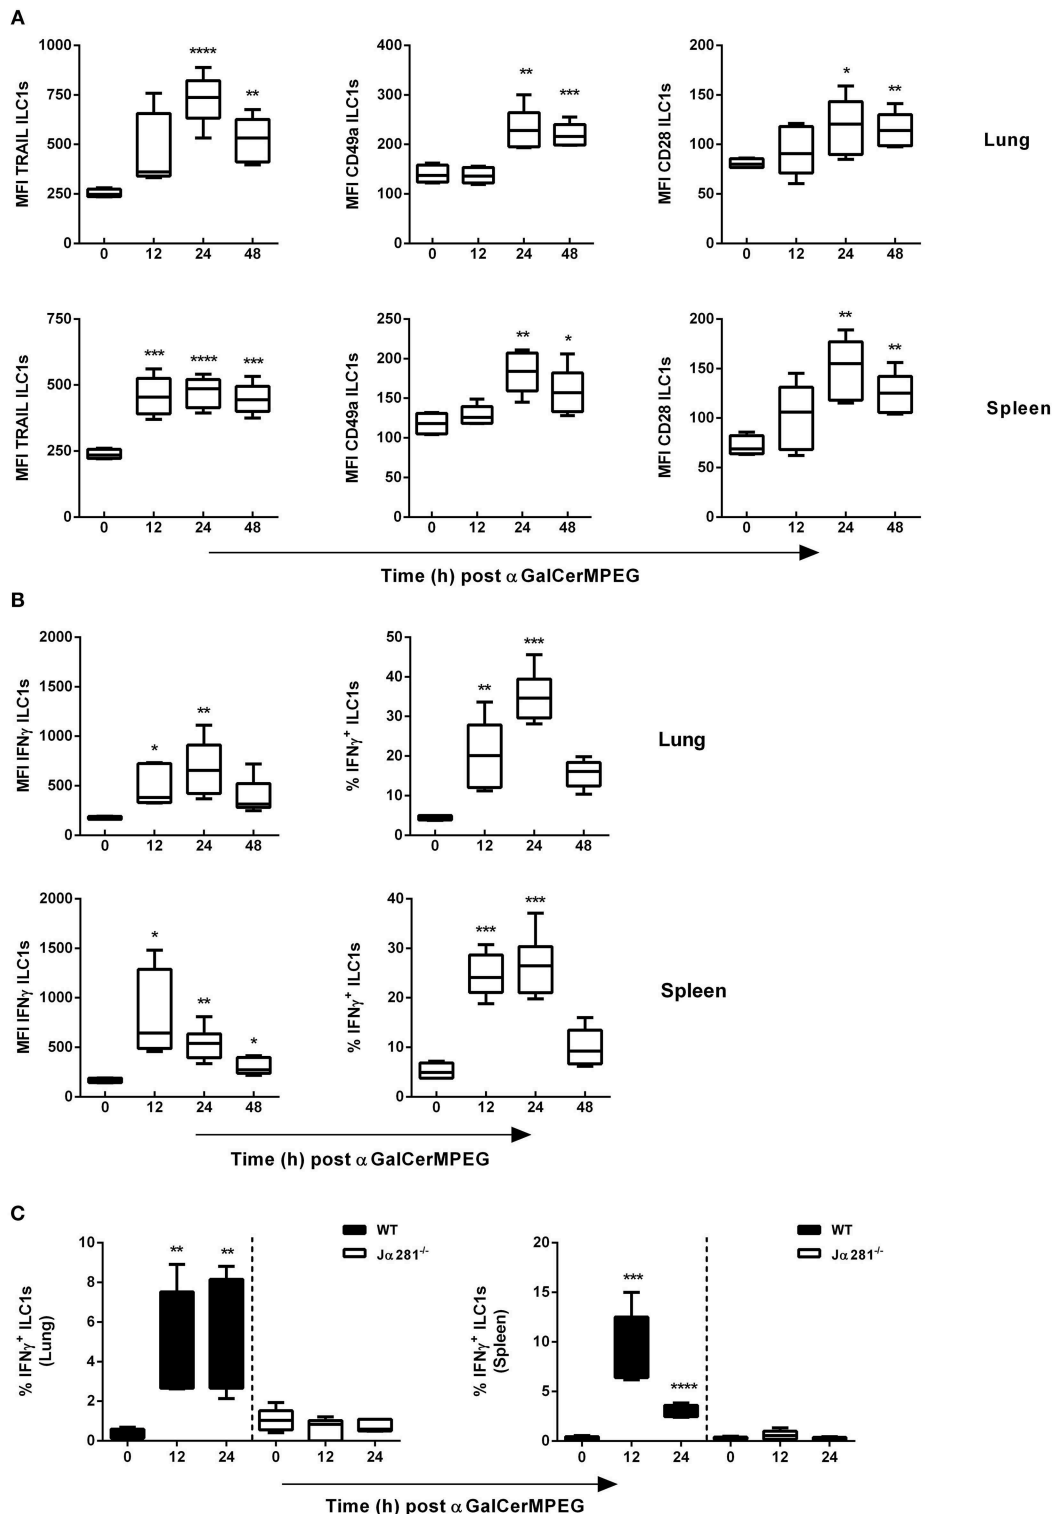 A
MFI TRAIL ILC1s
1000
750
500
250
0
****
**
0 12 24 48
MFI CD49a ILC1s
400
300
200
100
0
**
***
0 12 24 48
MFI CD28 ILC1s
200
150
100
50
0
*
**
0 12 24 48
Lung
MFI TRAIL ILC1s
750
500
250
0
***
****
***
0 12 24 48
MFI CD49a ILC1s
250
200
150
100
50
0
**
*
0 12 24 48
MFI CD28 ILC1s
200
150
100
50
0
**
**
0 12 24 48
Spleen
Time (h) post αGalCerMPEG
B
MFI IFNγ ILC1s
2000
1500
1000
500
0
*
**
0 12 24 48
% IFNγ+ ILC1s
50
40
30
20
10
0
**
***
0 12 24 48
Lung
MFI IFNγ ILC1s
2000
1500
1000
500
0
*
**
*
0 12 24 48
% IFNγ+ ILC1s
40
30
20
10
0
***
***
0 12 24 48
Spleen
Time (h) post αGalCerMPEG
C
% IFNγ+ ILC1s
(Lung)
10
8
6
4
2
0
**
**
WT
Jα281-/-
0 12 24 0 12 24
% IFNγ+ ILC1s
(Spleen)
20
15
10
5
0
***
****
WT
Jα281-/-
0 12 24 0 12 24
Time (h) post αGalCerMPEG